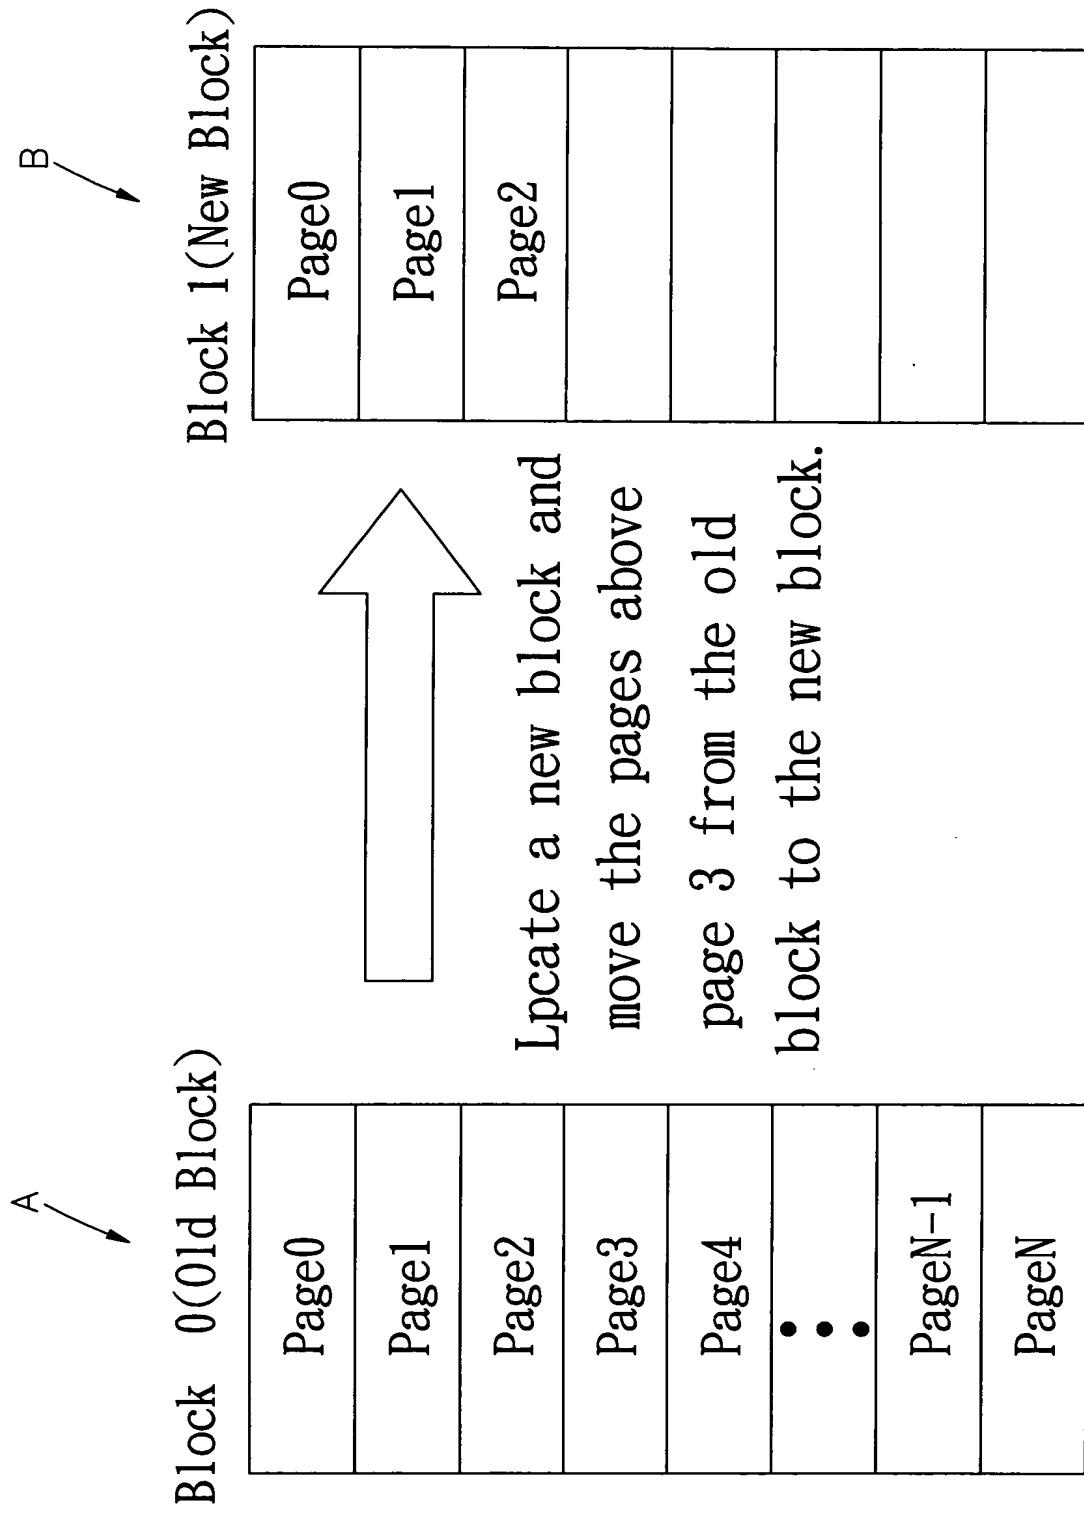 A
Block 0(Old Block)
Page0
Page1
Page2
Page3
Page4
PageN-1
PageN
Lpcate a new block and
move the pages above
page 3 from the old
block to the new block.
B
Block 1(New Block)
Page0
Page1
Page2